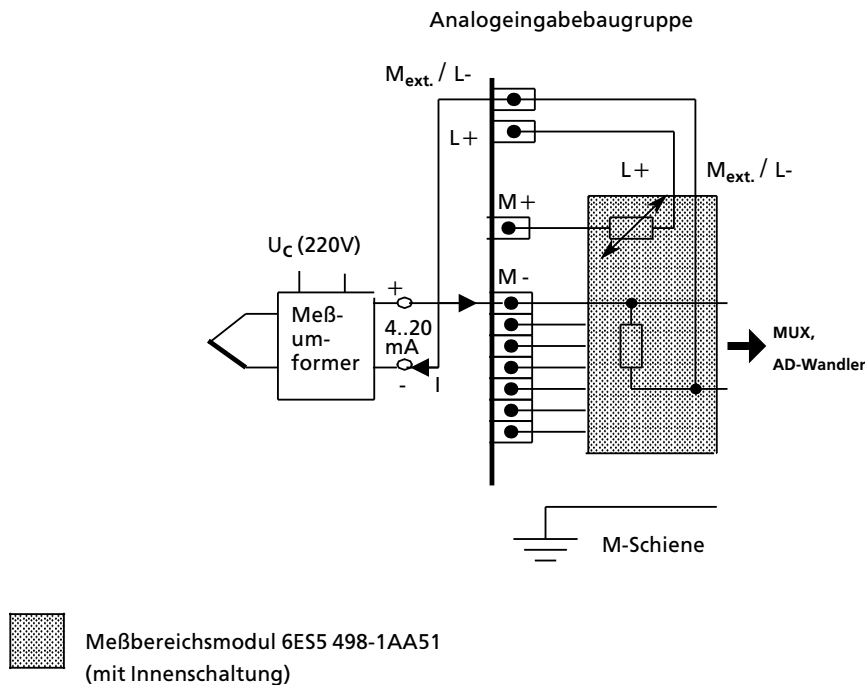 Analogeingabebaugruppe
Mext. / L-
L+
L+
Mext. / L-
M+
UC (220V)
M-
+
Meß-
um-
former
4..20
mA
-
I
MUX,
AD-Wandler
M-Schiene
Meßbereichsmodul 6ES5 498-1AA51
(mit Innenschaltung)